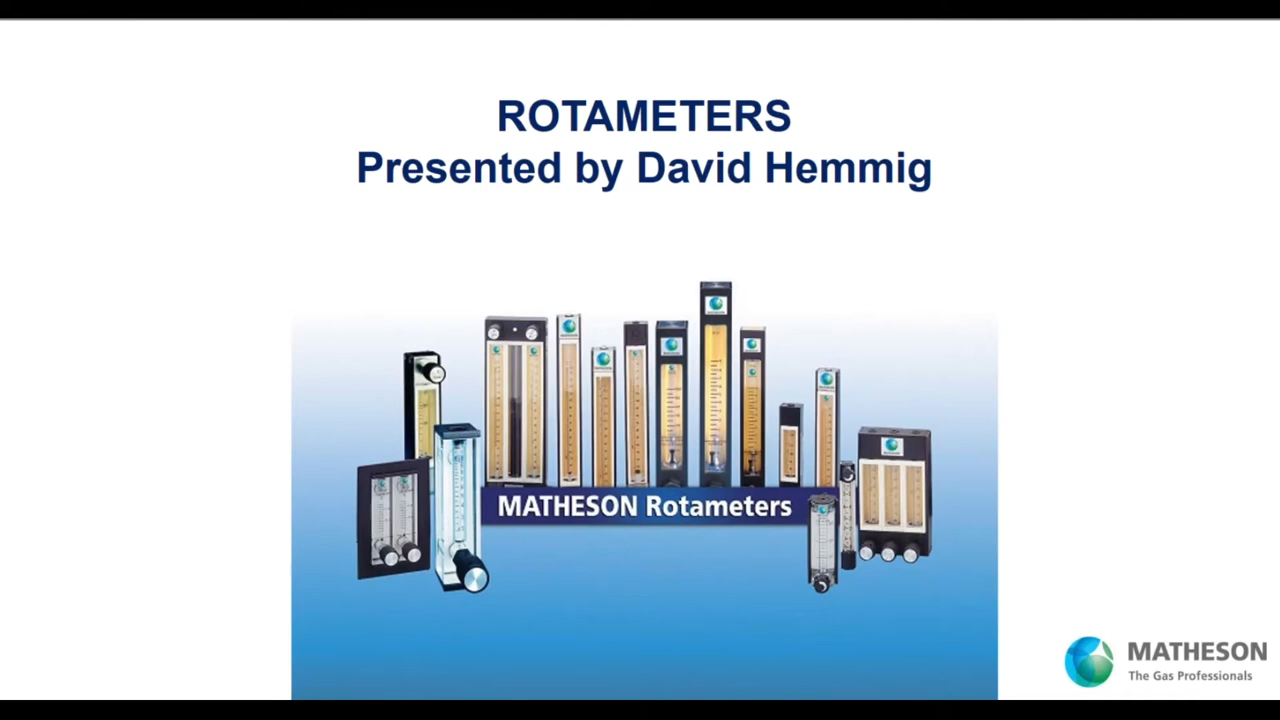 ROTAMETERS
Presented by David Hemmig
MATHESON Rotameters
MATHESON
The Gas Professionals